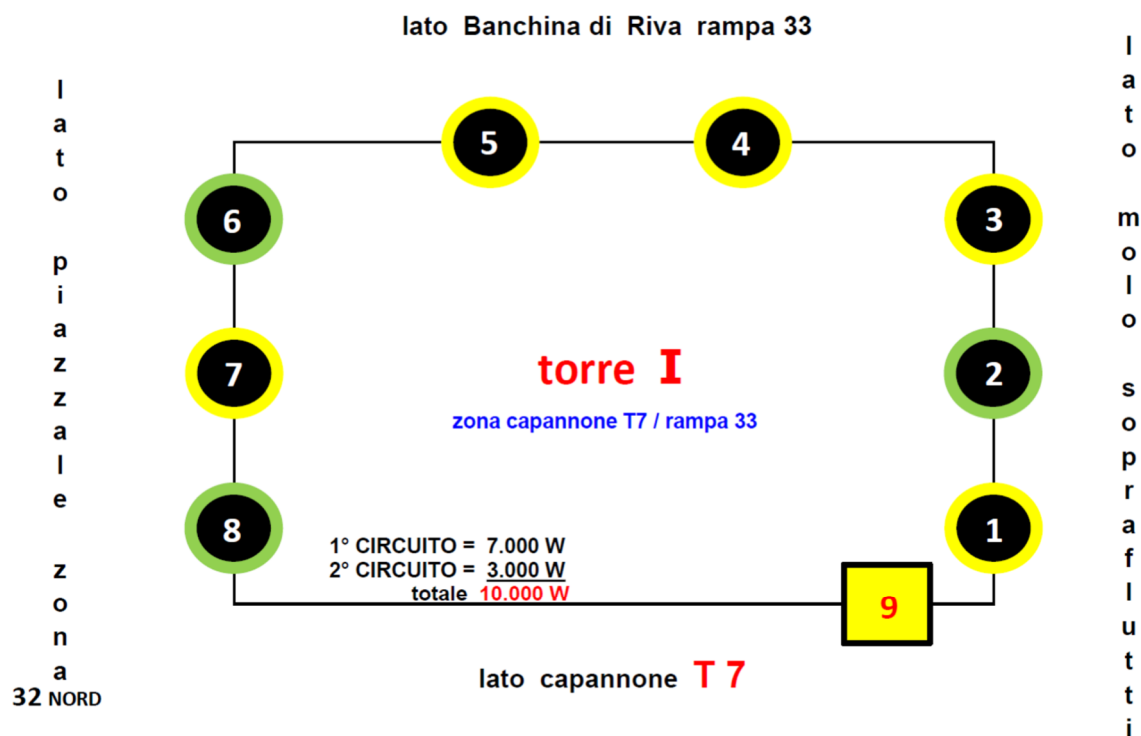 lato Banchina di Riva rampa 33
lato piazzale zona
32 NORD
lato molo sopraflutti
5
4
6
3
7
2
torre I
zona capannone T7 / rampa 33
8
1
1° CIRCUITO = 7.000 W
2° CIRCUITO = 3.000 W
totale 10.000 W
9
lato capannone T 7